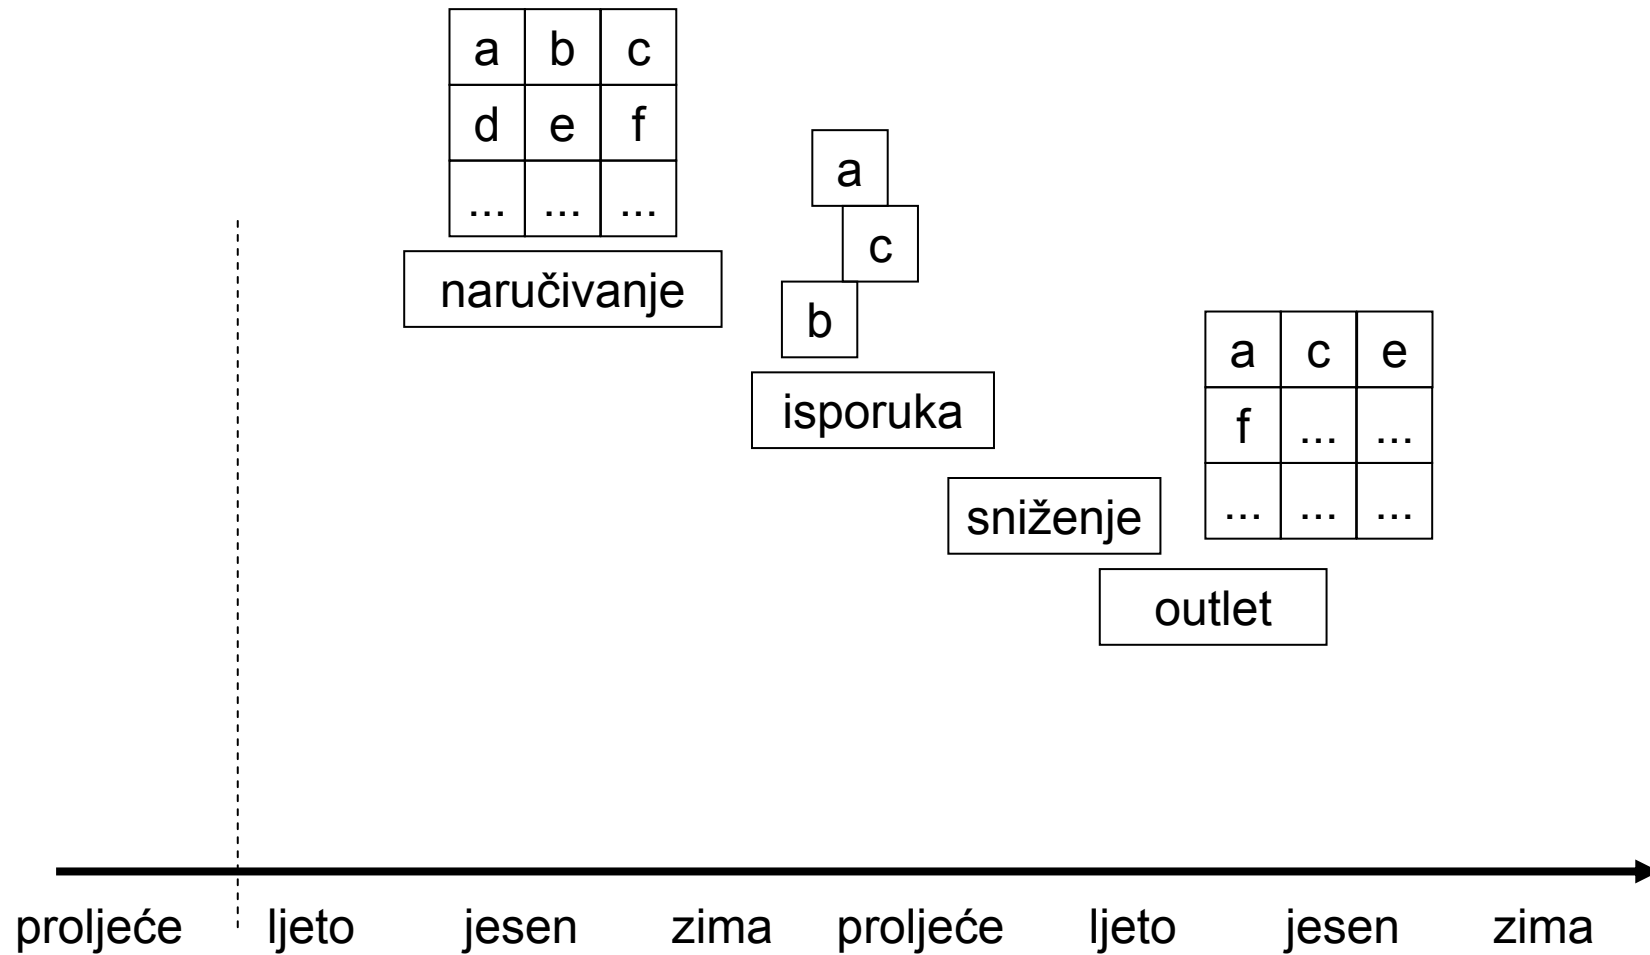 a b c
d e f
... ... ...
naručivanje
a
c
b
isporuka
a c e
f ... ...
... ... ...
sniženje
outlet
proljeće ljeto jesen zima proljeće ljeto jesen zima